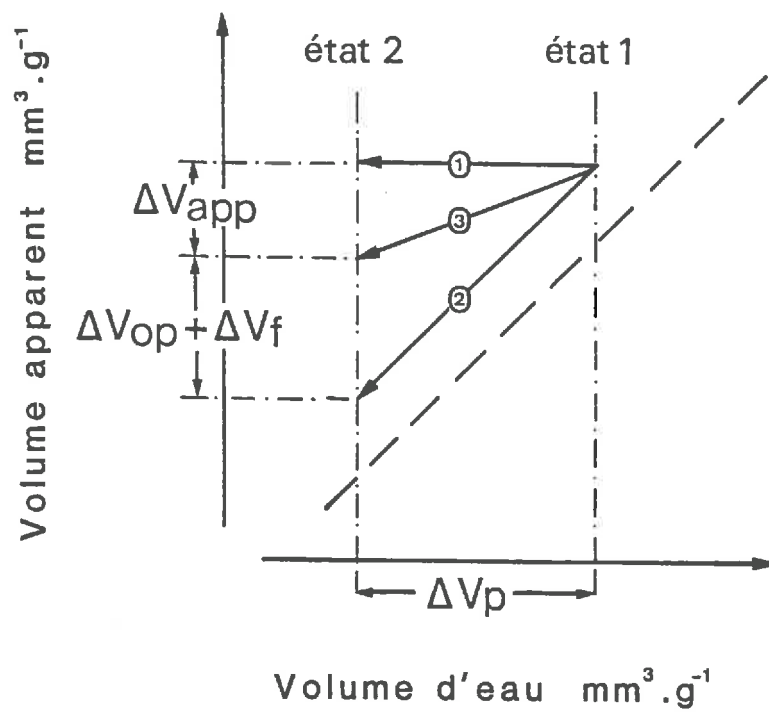 Volume apparent mm³.g⁻¹
état 2
état 1
①
ΔVapp
③
②
ΔVop + ΔVf
ΔVp
Volume d'eau mm³.g⁻¹